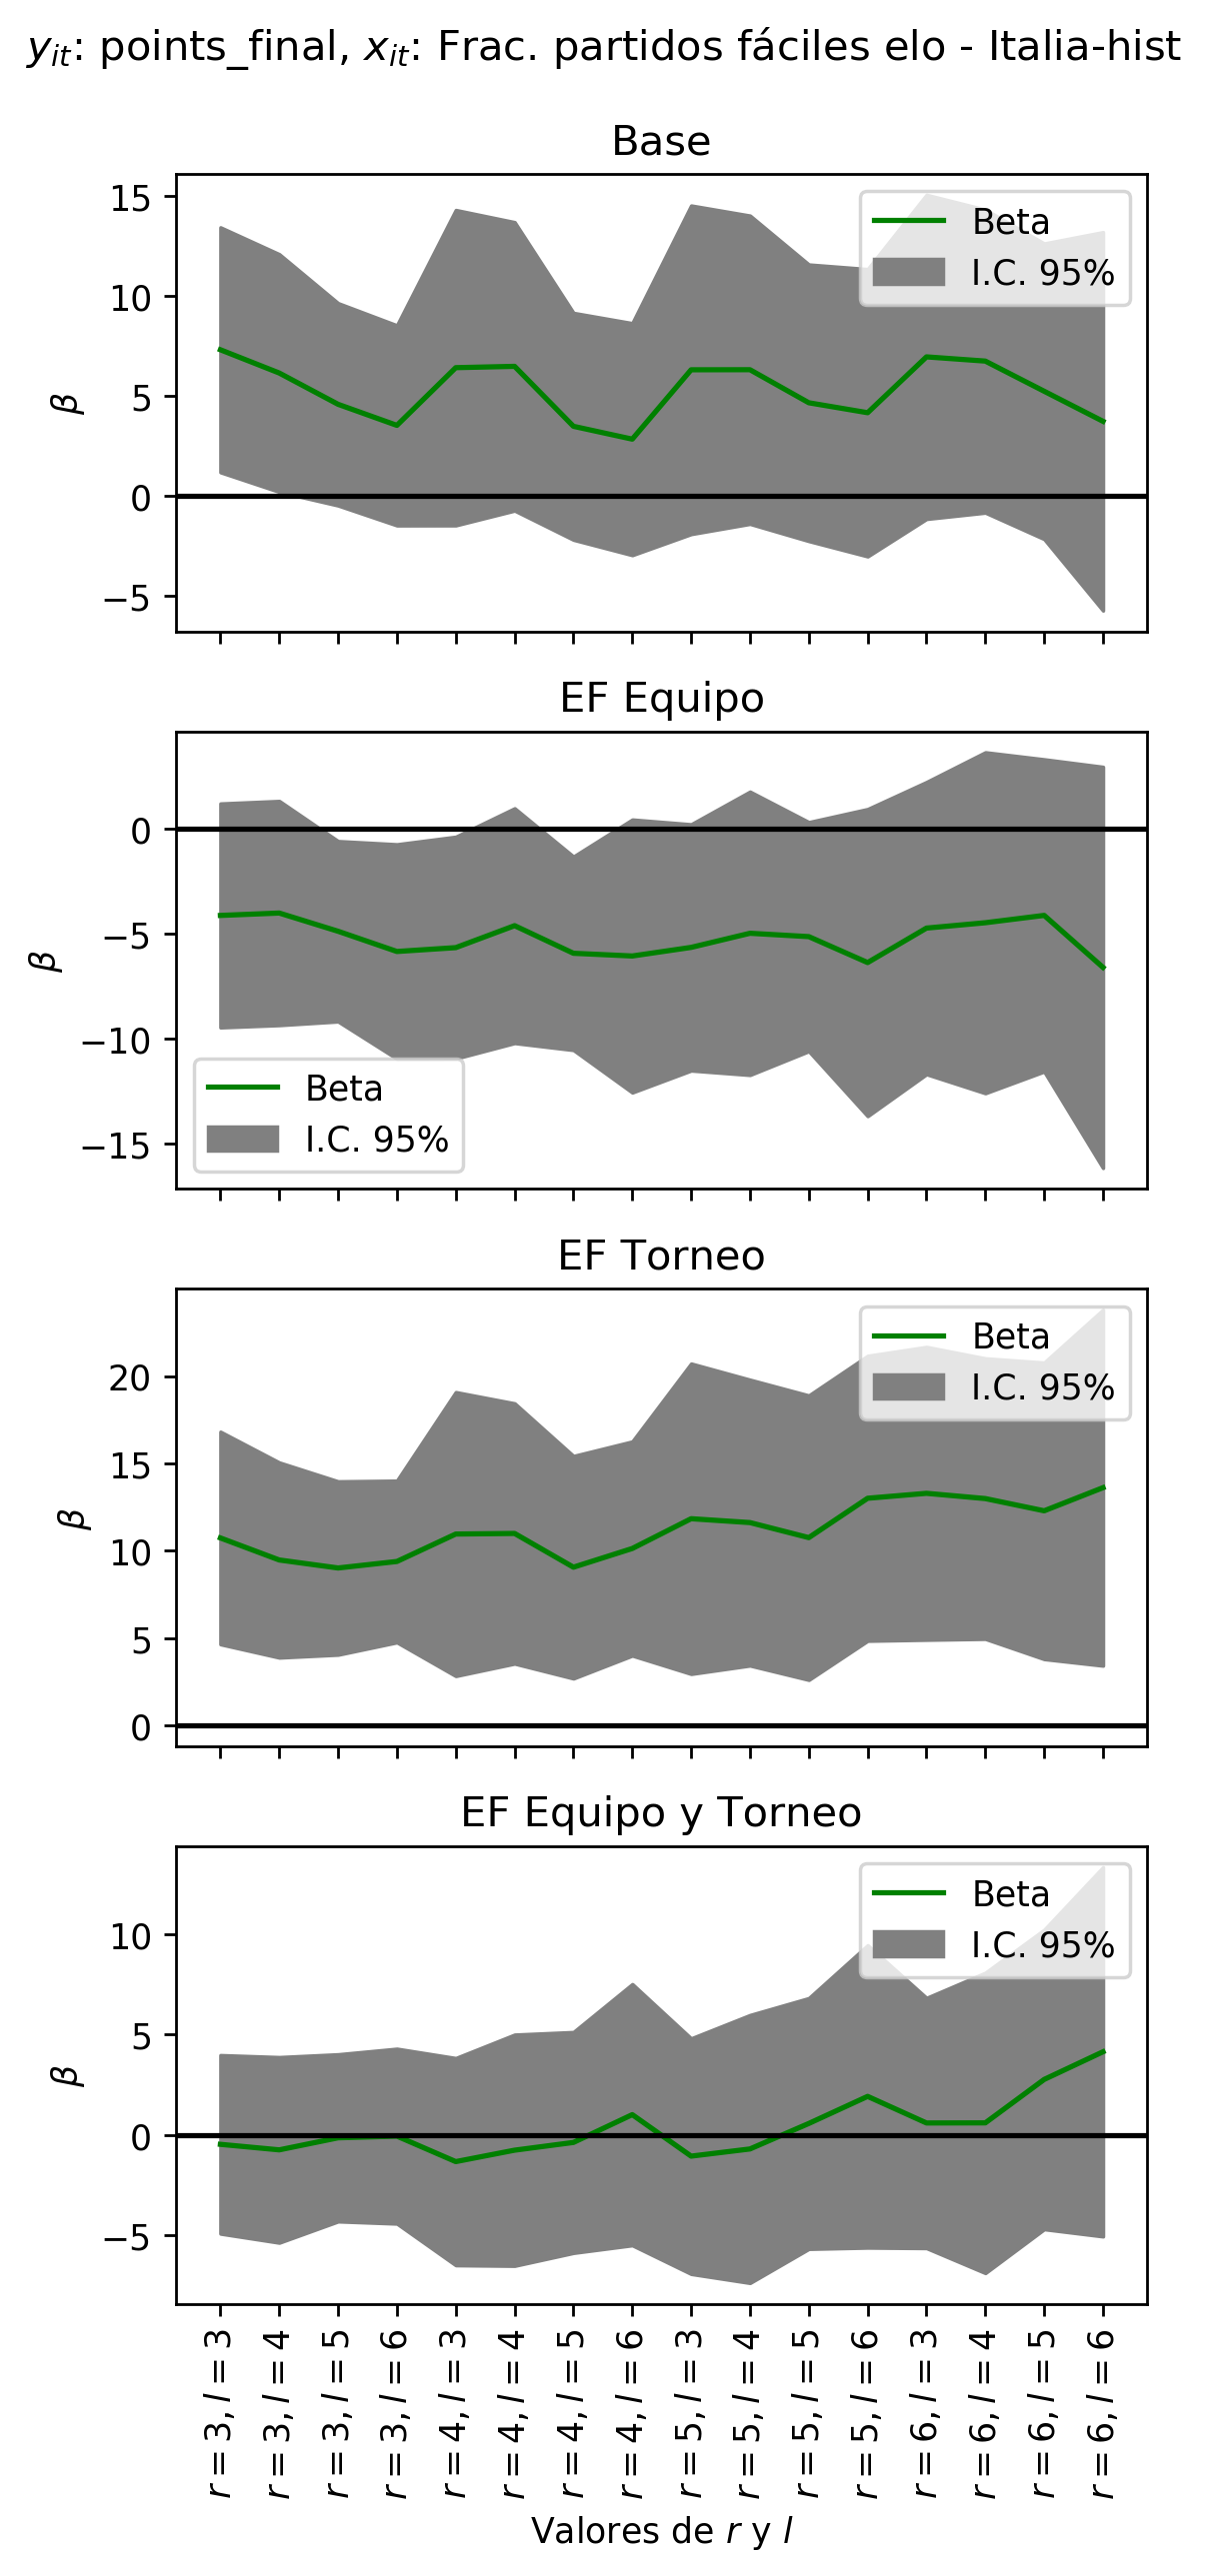 y_it: points_final, x_it: Frac. partidos fáciles elo - Italia-hist
Base
15
10
5
0
−5
β
Beta
I.C. 95%
EF Equipo
0
−5
−10
−15
β
Beta
I.C. 95%
EF Torneo
20
15
10
5
0
β
Beta
I.C. 95%
EF Equipo y Torneo
10
5
0
−5
β
Beta
I.C. 95%
r = 3, l = 3
r = 3, l = 4
r = 3, l = 5
r = 3, l = 6
r = 4, l = 3
r = 4, l = 4
r = 4, l = 5
r = 4, l = 6
r = 5, l = 3
r = 5, l = 4
r = 5, l = 5
r = 5, l = 6
r = 6, l = 3
r = 6, l = 4
r = 6, l = 5
r = 6, l = 6
Valores de r y l